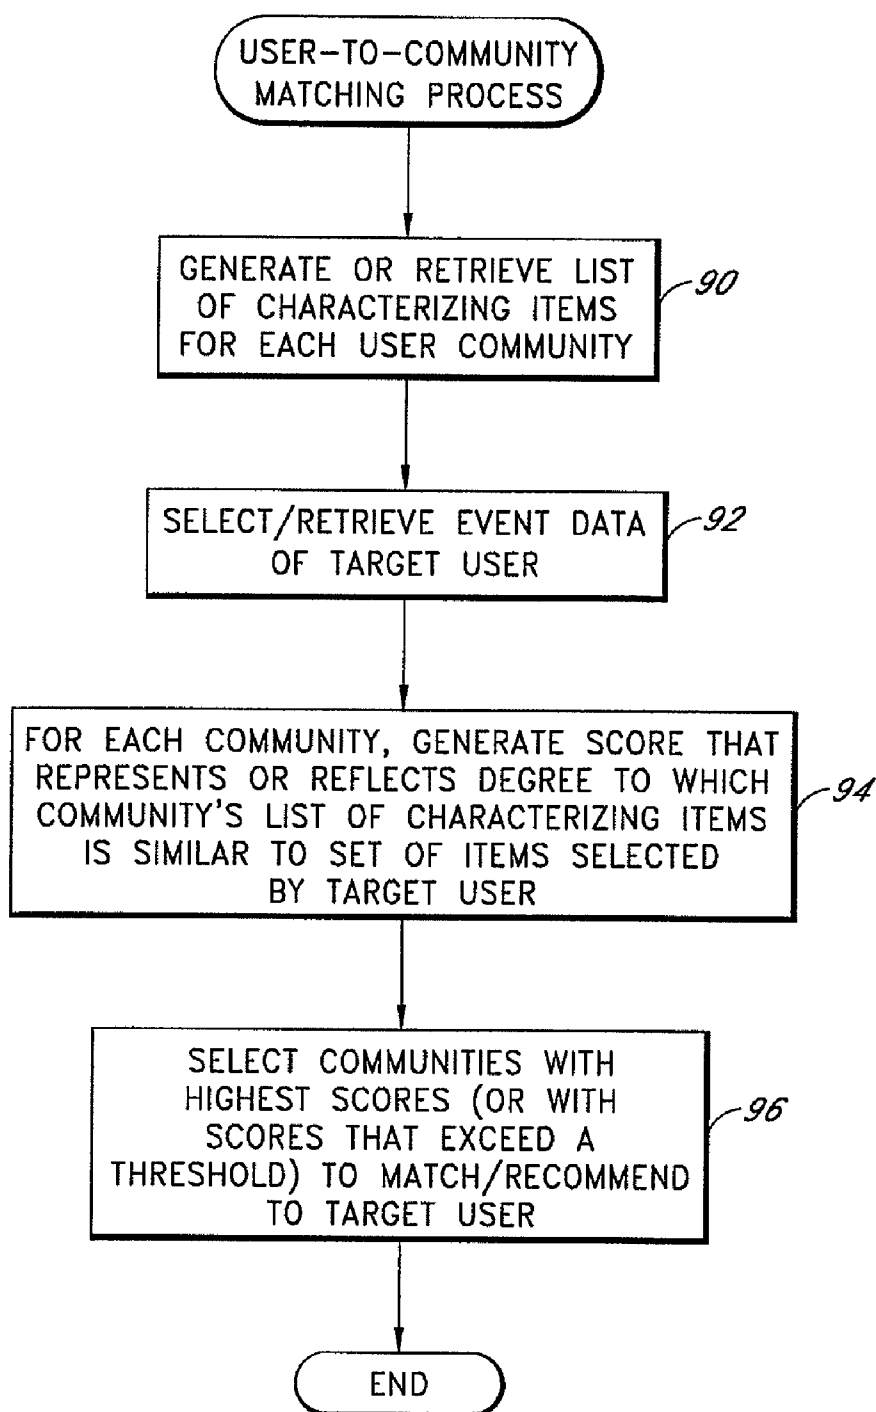 USER-TO-COMMUNITY
MATCHING PROCESS
GENERATE OR RETRIEVE LIST
OF CHARACTERIZING ITEMS
FOR EACH USER COMMUNITY
90
SELECT/RETRIEVE EVENT DATA
OF TARGET USER
92
FOR EACH COMMUNITY, GENERATE SCORE THAT
REPRESENTS OR REFLECTS DEGREE TO WHICH
COMMUNITY'S LIST OF CHARACTERIZING ITEMS
IS SIMILAR TO SET OF ITEMS SELECTED
BY TARGET USER
94
SELECT COMMUNITIES WITH
HIGHEST SCORES (OR WITH
SCORES THAT EXCEED A
THRESHOLD) TO MATCH/RECOMMEND
TO TARGET USER
96
END